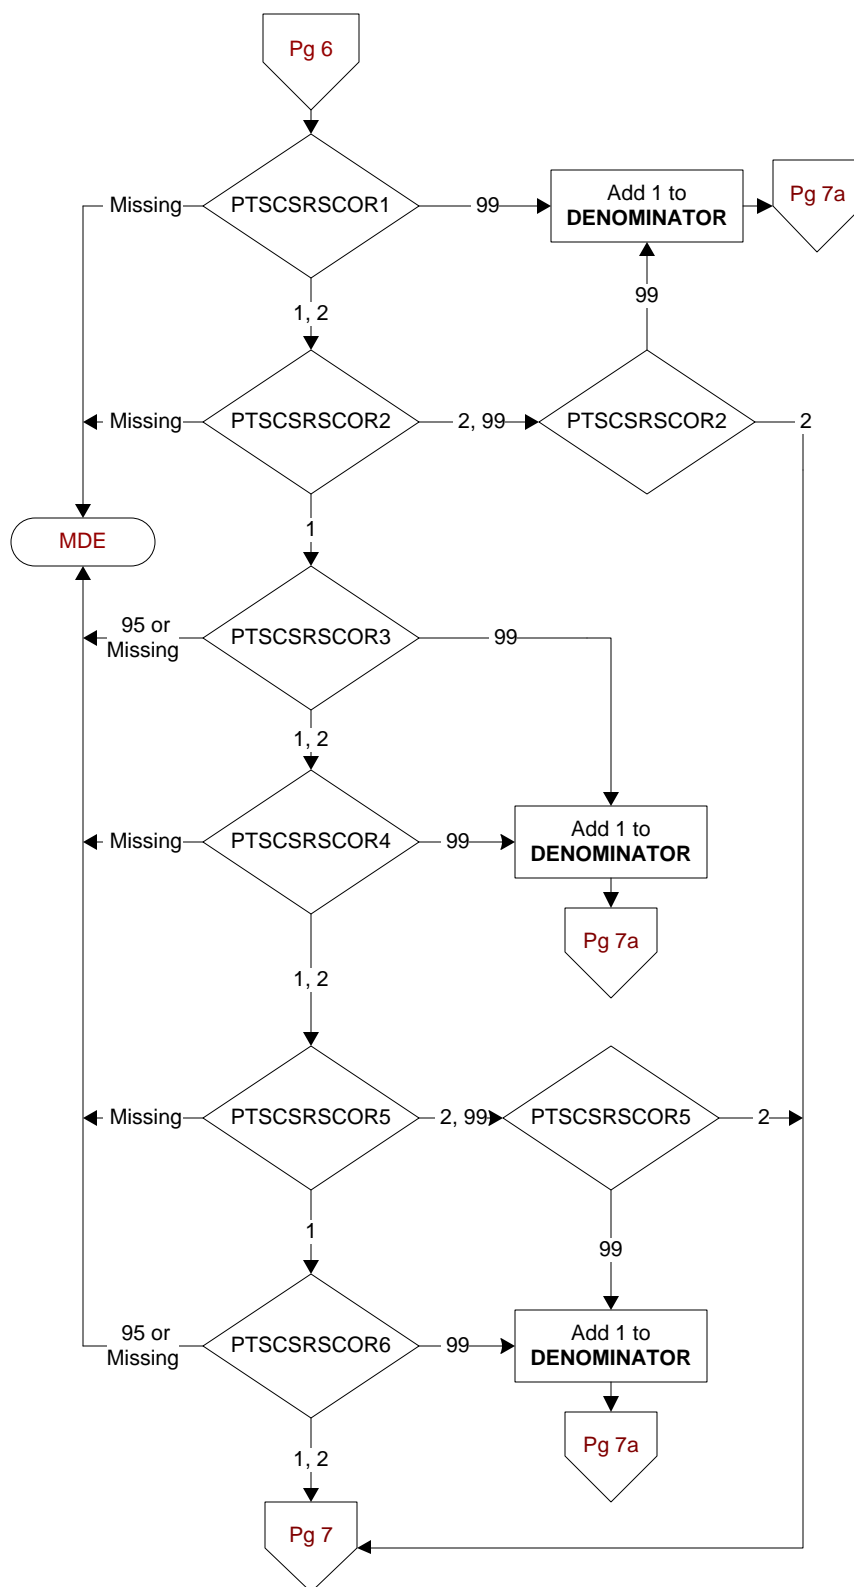 Pg 6
Missing
PTSCSRSCOR1
99
Add 1 to
DENOMINATOR
Pg 7a
99
1, 2
Missing
PTSCSRSCOR2
2, 99
PTSCSRSCOR2
2
1
MDE
95 or
Missing
PTSCSRSCOR3
99
1, 2
Missing
PTSCSRSCOR4
99
Add 1 to
DENOMINATOR
Pg 7a
1, 2
Missing
PTSCSRSCOR5
2, 99
PTSCSRSCOR5
2
1
99
95 or
Missing
PTSCSRSCOR6
99
Add 1 to
DENOMINATOR
Pg 7a
1, 2
Pg 7